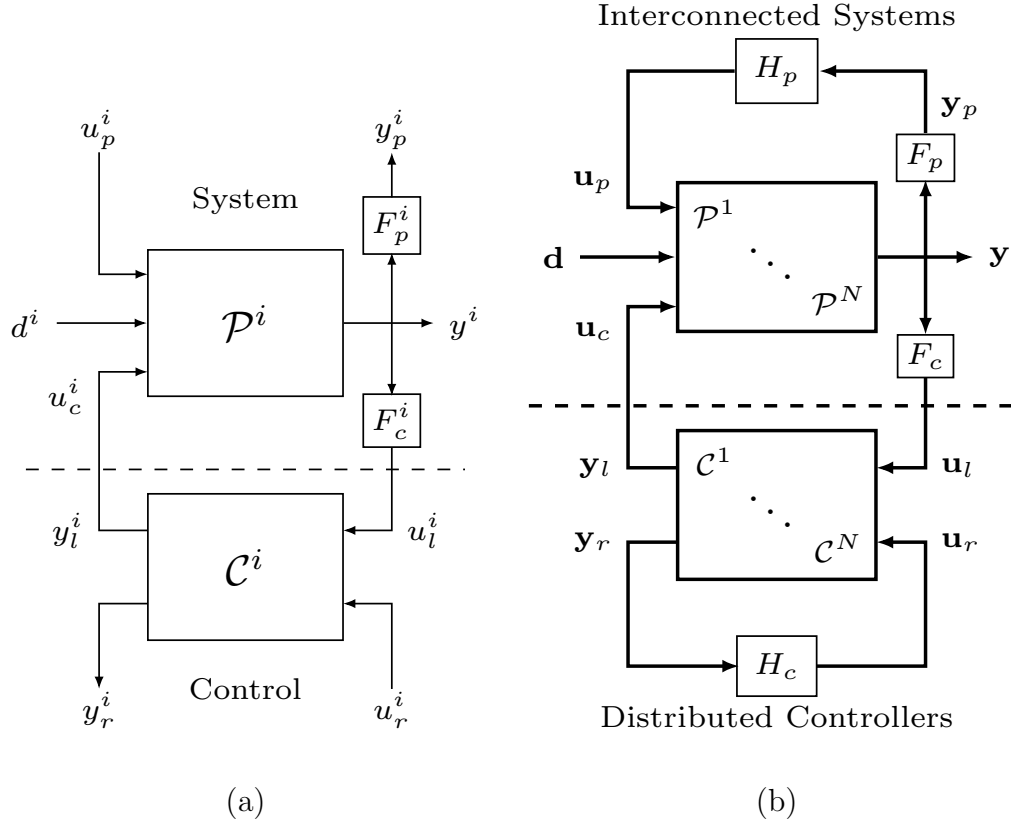 u_p^i
y_p^i
System
F_p^i
d^i
𝒫^i
y^i
u_c^i
F_c^i
y_l^i
u_l^i
𝒞^i
Control
y_r^i
u_r^i
(a)
Interconnected Systems
H_p
y_p
F_p
u_p
𝒫^1
⋱
𝒫^N
d
y
u_c
F_c
y_l
𝒞^1
⋱
𝒞^N
u_l
y_r
u_r
H_c
Distributed Controllers
(b)